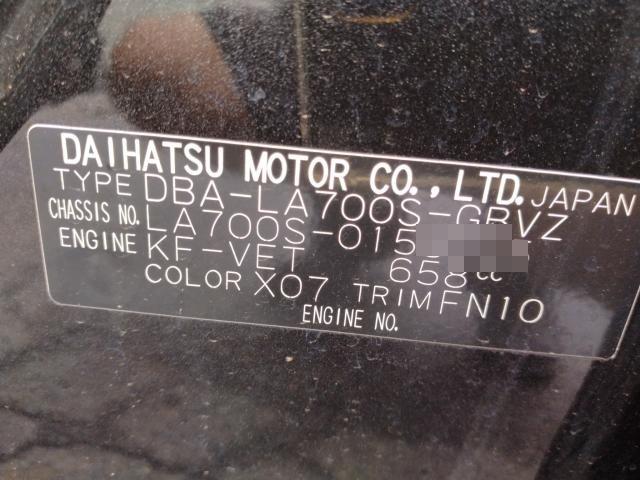 DAIHATSU MOTOR CO., LTD. JAPAN
TYPE DBA-LA700S-GBVZ
CHASSIS NO. LA700S-015
ENGINE KF-VET 658cc
COLOR X07 TRIM FN10
ENGINE NO.